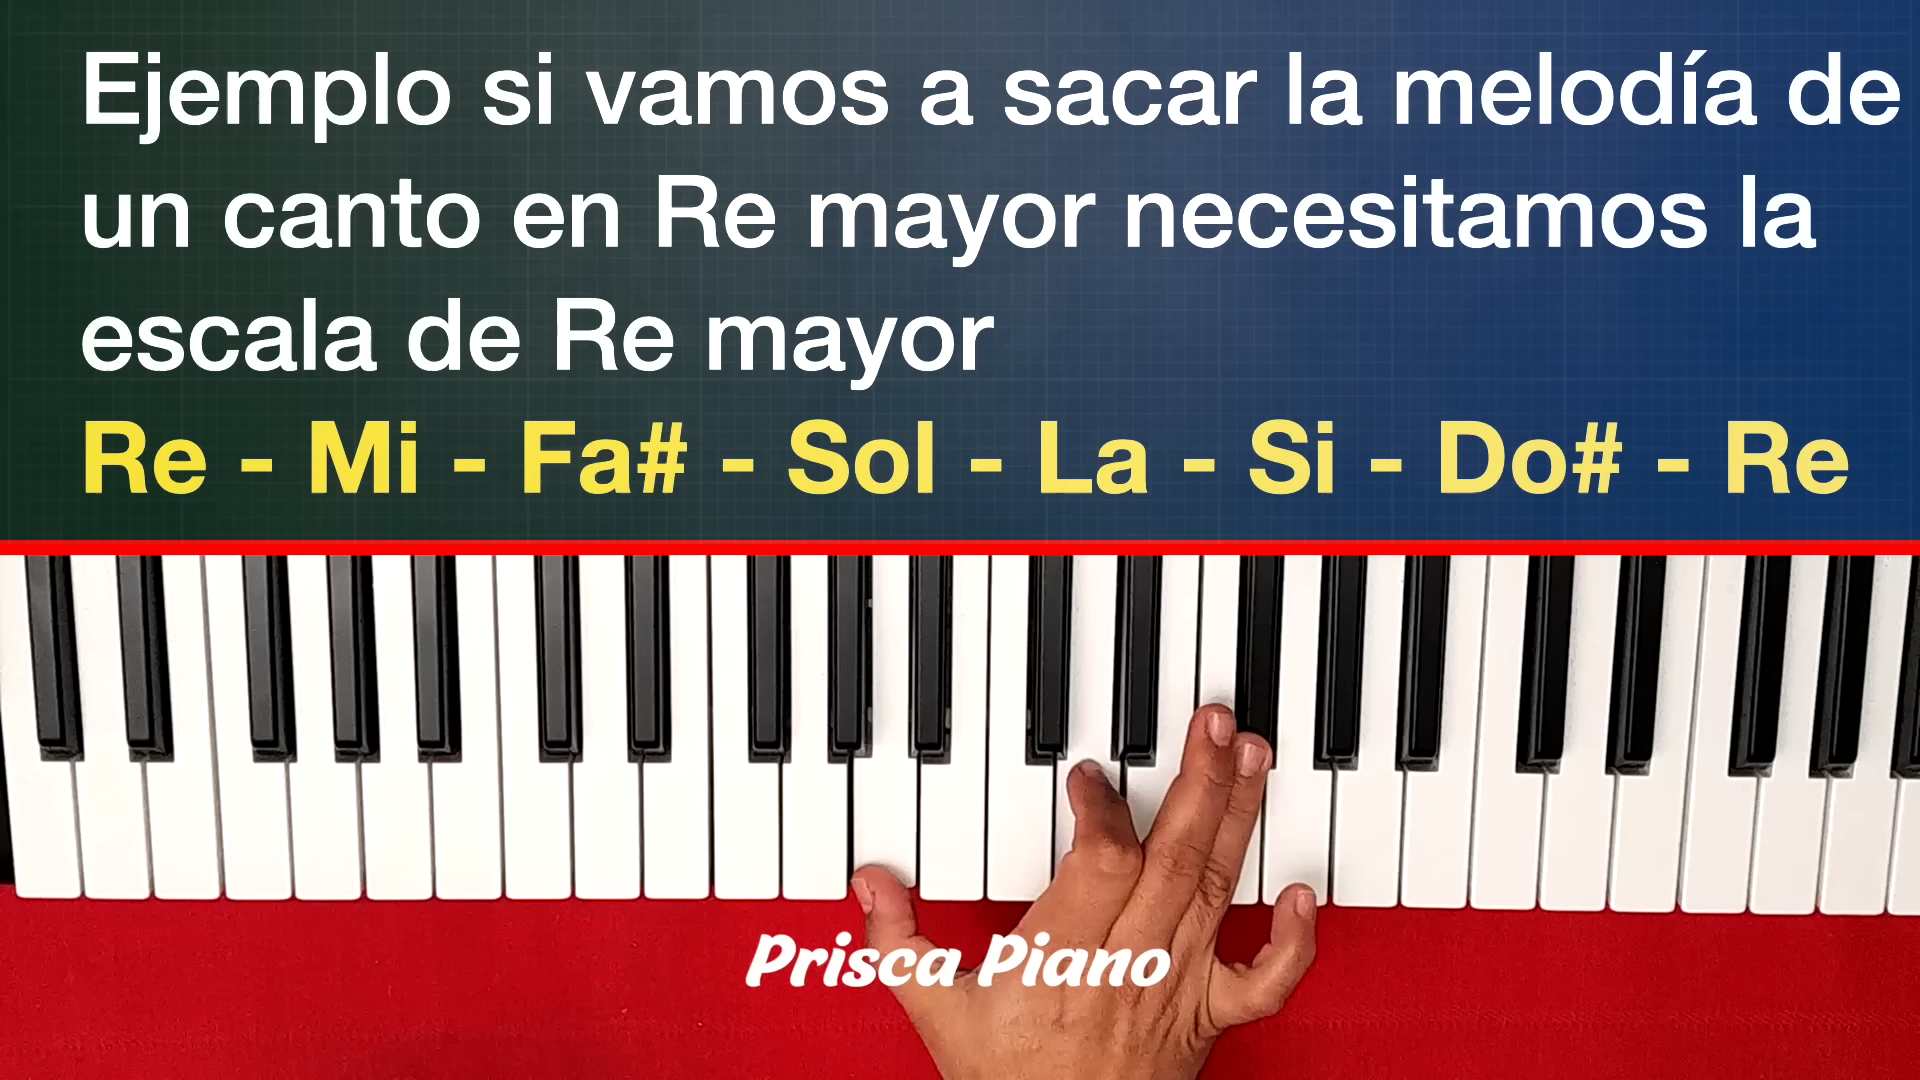 Ejemplo si vamos a sacar la melodía de
un canto en Re mayor necesitamos la
escala de Re mayor
Re - Mi - Fa# - Sol - La - Si - Do# - Re
Prisca Piano